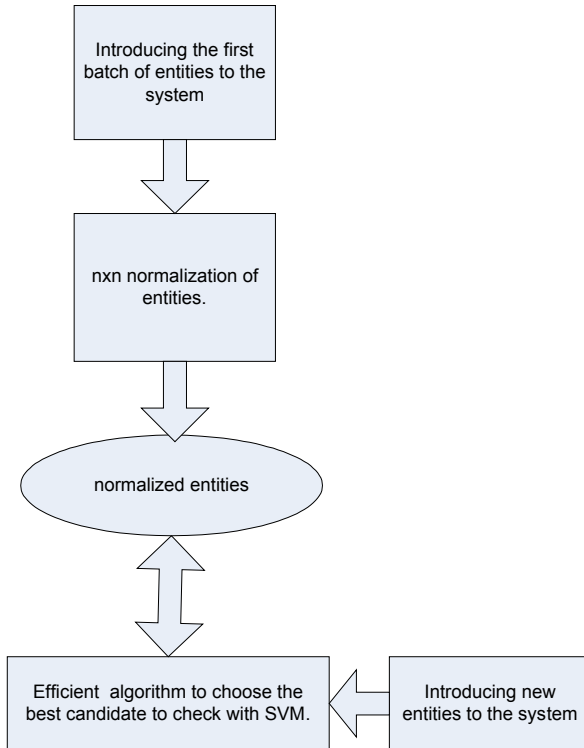 Introducing the first
batch of entities to the
system
nxn normalization of
entities.
normalized entities
Efficient  algorithm to choose the
best candidate to check with SVM.
Introducing new
entities to the system